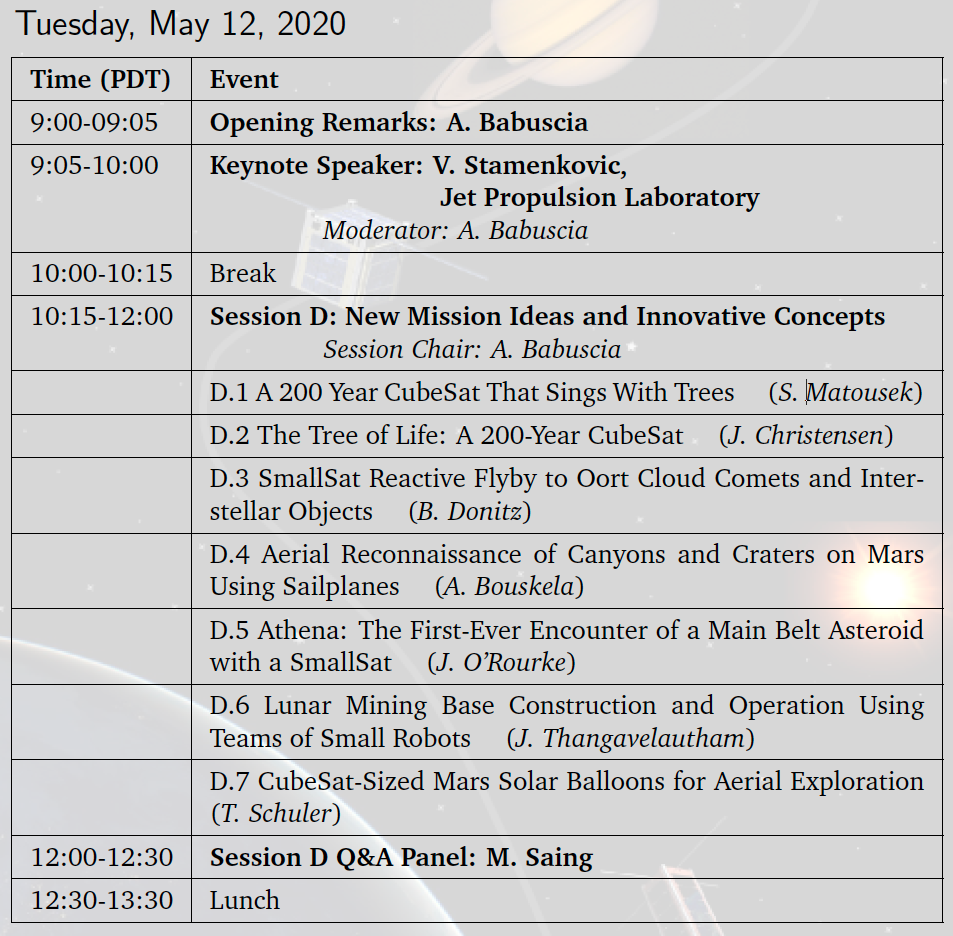 Tuesday, May 12, 2020
Time (PDT) Event
9:00-09:05 Opening Remarks: A. Babuscia
9:05-10:00 Keynote Speaker: V. Stamenkovic,
Jet Propulsion Laboratory
Moderator: A. Babuscia
10:00-10:15 Break
10:15-12:00 Session D: New Mission Ideas and Innovative Concepts
Session Chair: A. Babuscia
D.1 A 200 Year CubeSat That Sings With Trees (S. Matousek)
D.2 The Tree of Life: A 200-Year CubeSat (J. Christensen)
D.3 SmallSat Reactive Flyby to Oort Cloud Comets and Inter-
stellar Objects (B. Donitz)
D.4 Aerial Reconnaissance of Canyons and Craters on Mars
Using Sailplanes (A. Bouskela)
D.5 Athena: The First-Ever Encounter of a Main Belt Asteroid
with a SmallSat (J. O'Rourke)
D.6 Lunar Mining Base Construction and Operation Using
Teams of Small Robots (J. Thangavelautham)
D.7 CubeSat-Sized Mars Solar Balloons for Aerial Exploration
(T. Schuler)
12:00-12:30 Session D Q&A Panel: M. Saing
12:30-13:30 Lunch